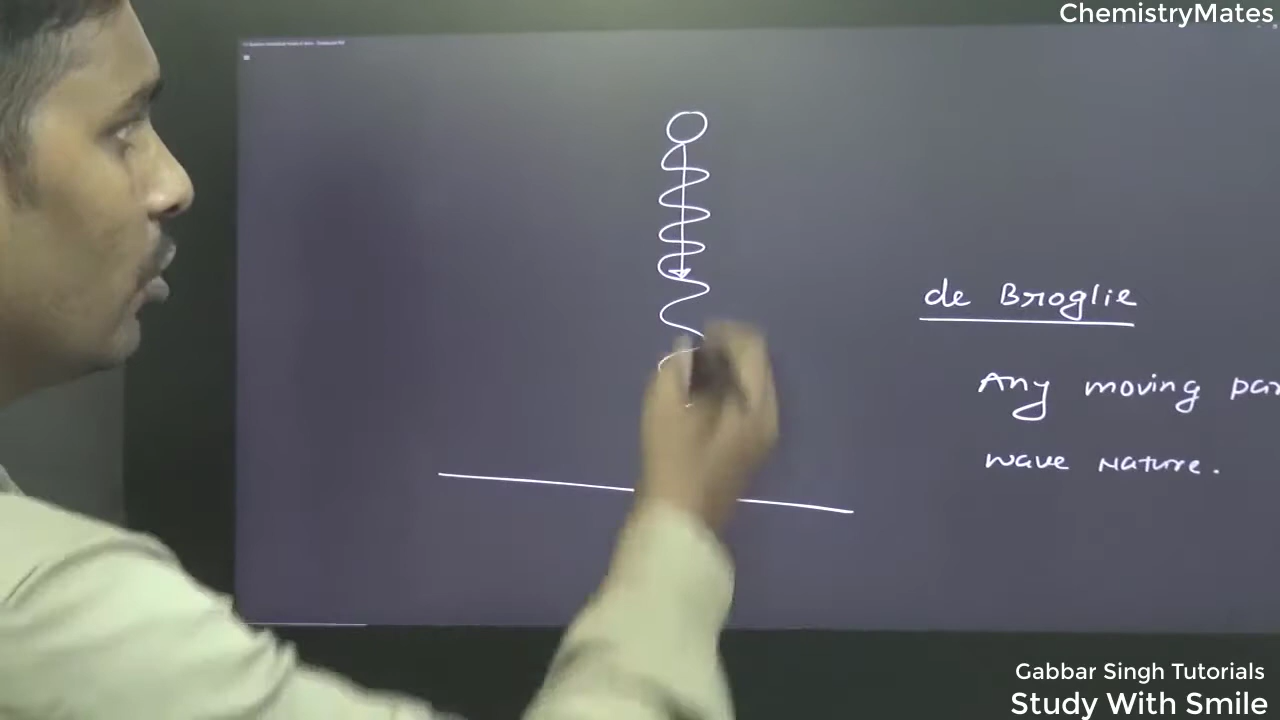 ChemistryMates
de Broglie
Any moving
wave nature.
Gabbar Singh Tutorials
Study With Smile